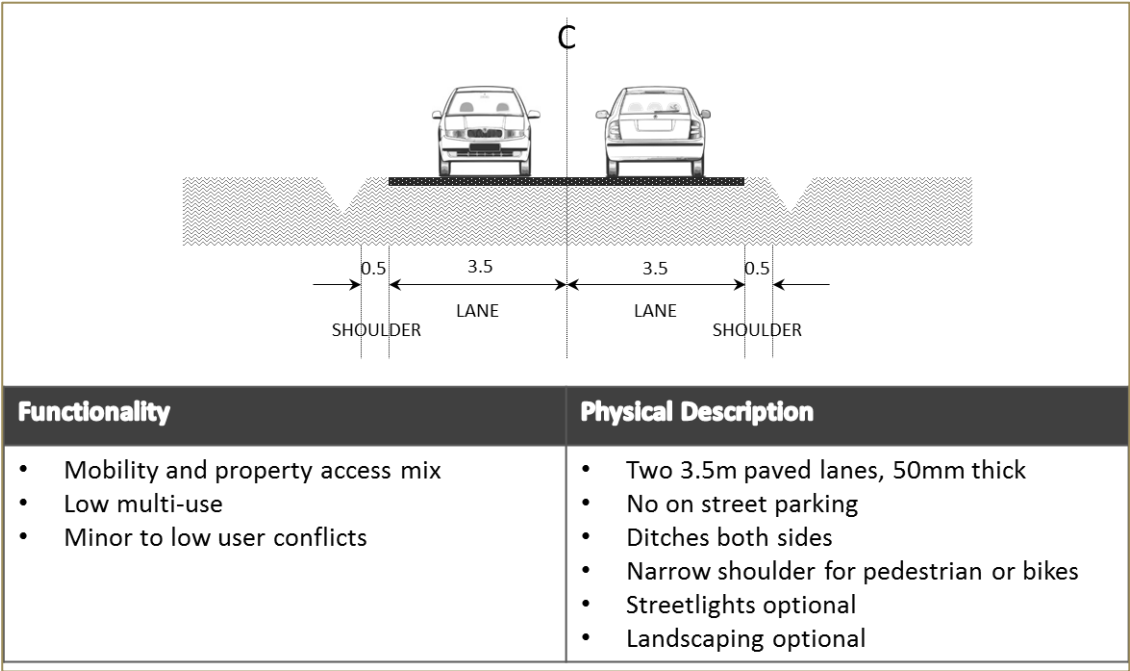 C
0.5 3.5 3.5 0.5
LANE LANE
SHOULDER SHOULDER
Functionality
• Mobility and property access mix
• Low multi-use
• Minor to low user conflicts
Physical Description
• Two 3.5m paved lanes, 50mm thick
• No on street parking
• Ditches both sides
• Narrow shoulder for pedestrian or bikes
• Streetlights optional
• Landscaping optional